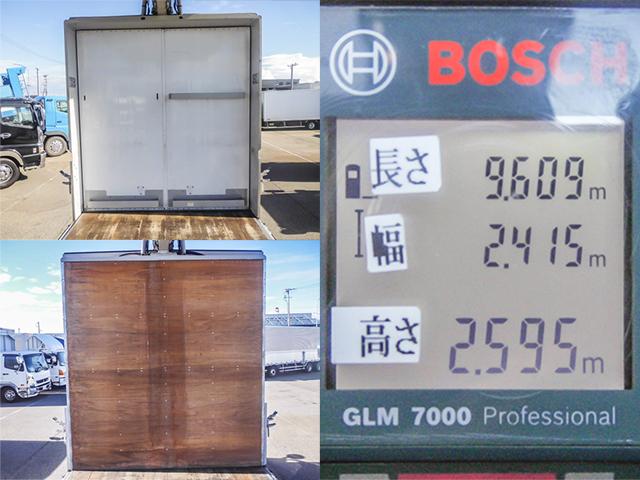 BOSCH
長さ 9.609 m
幅 2.415 m
高さ 2.595 m
GLM 7000 Professional